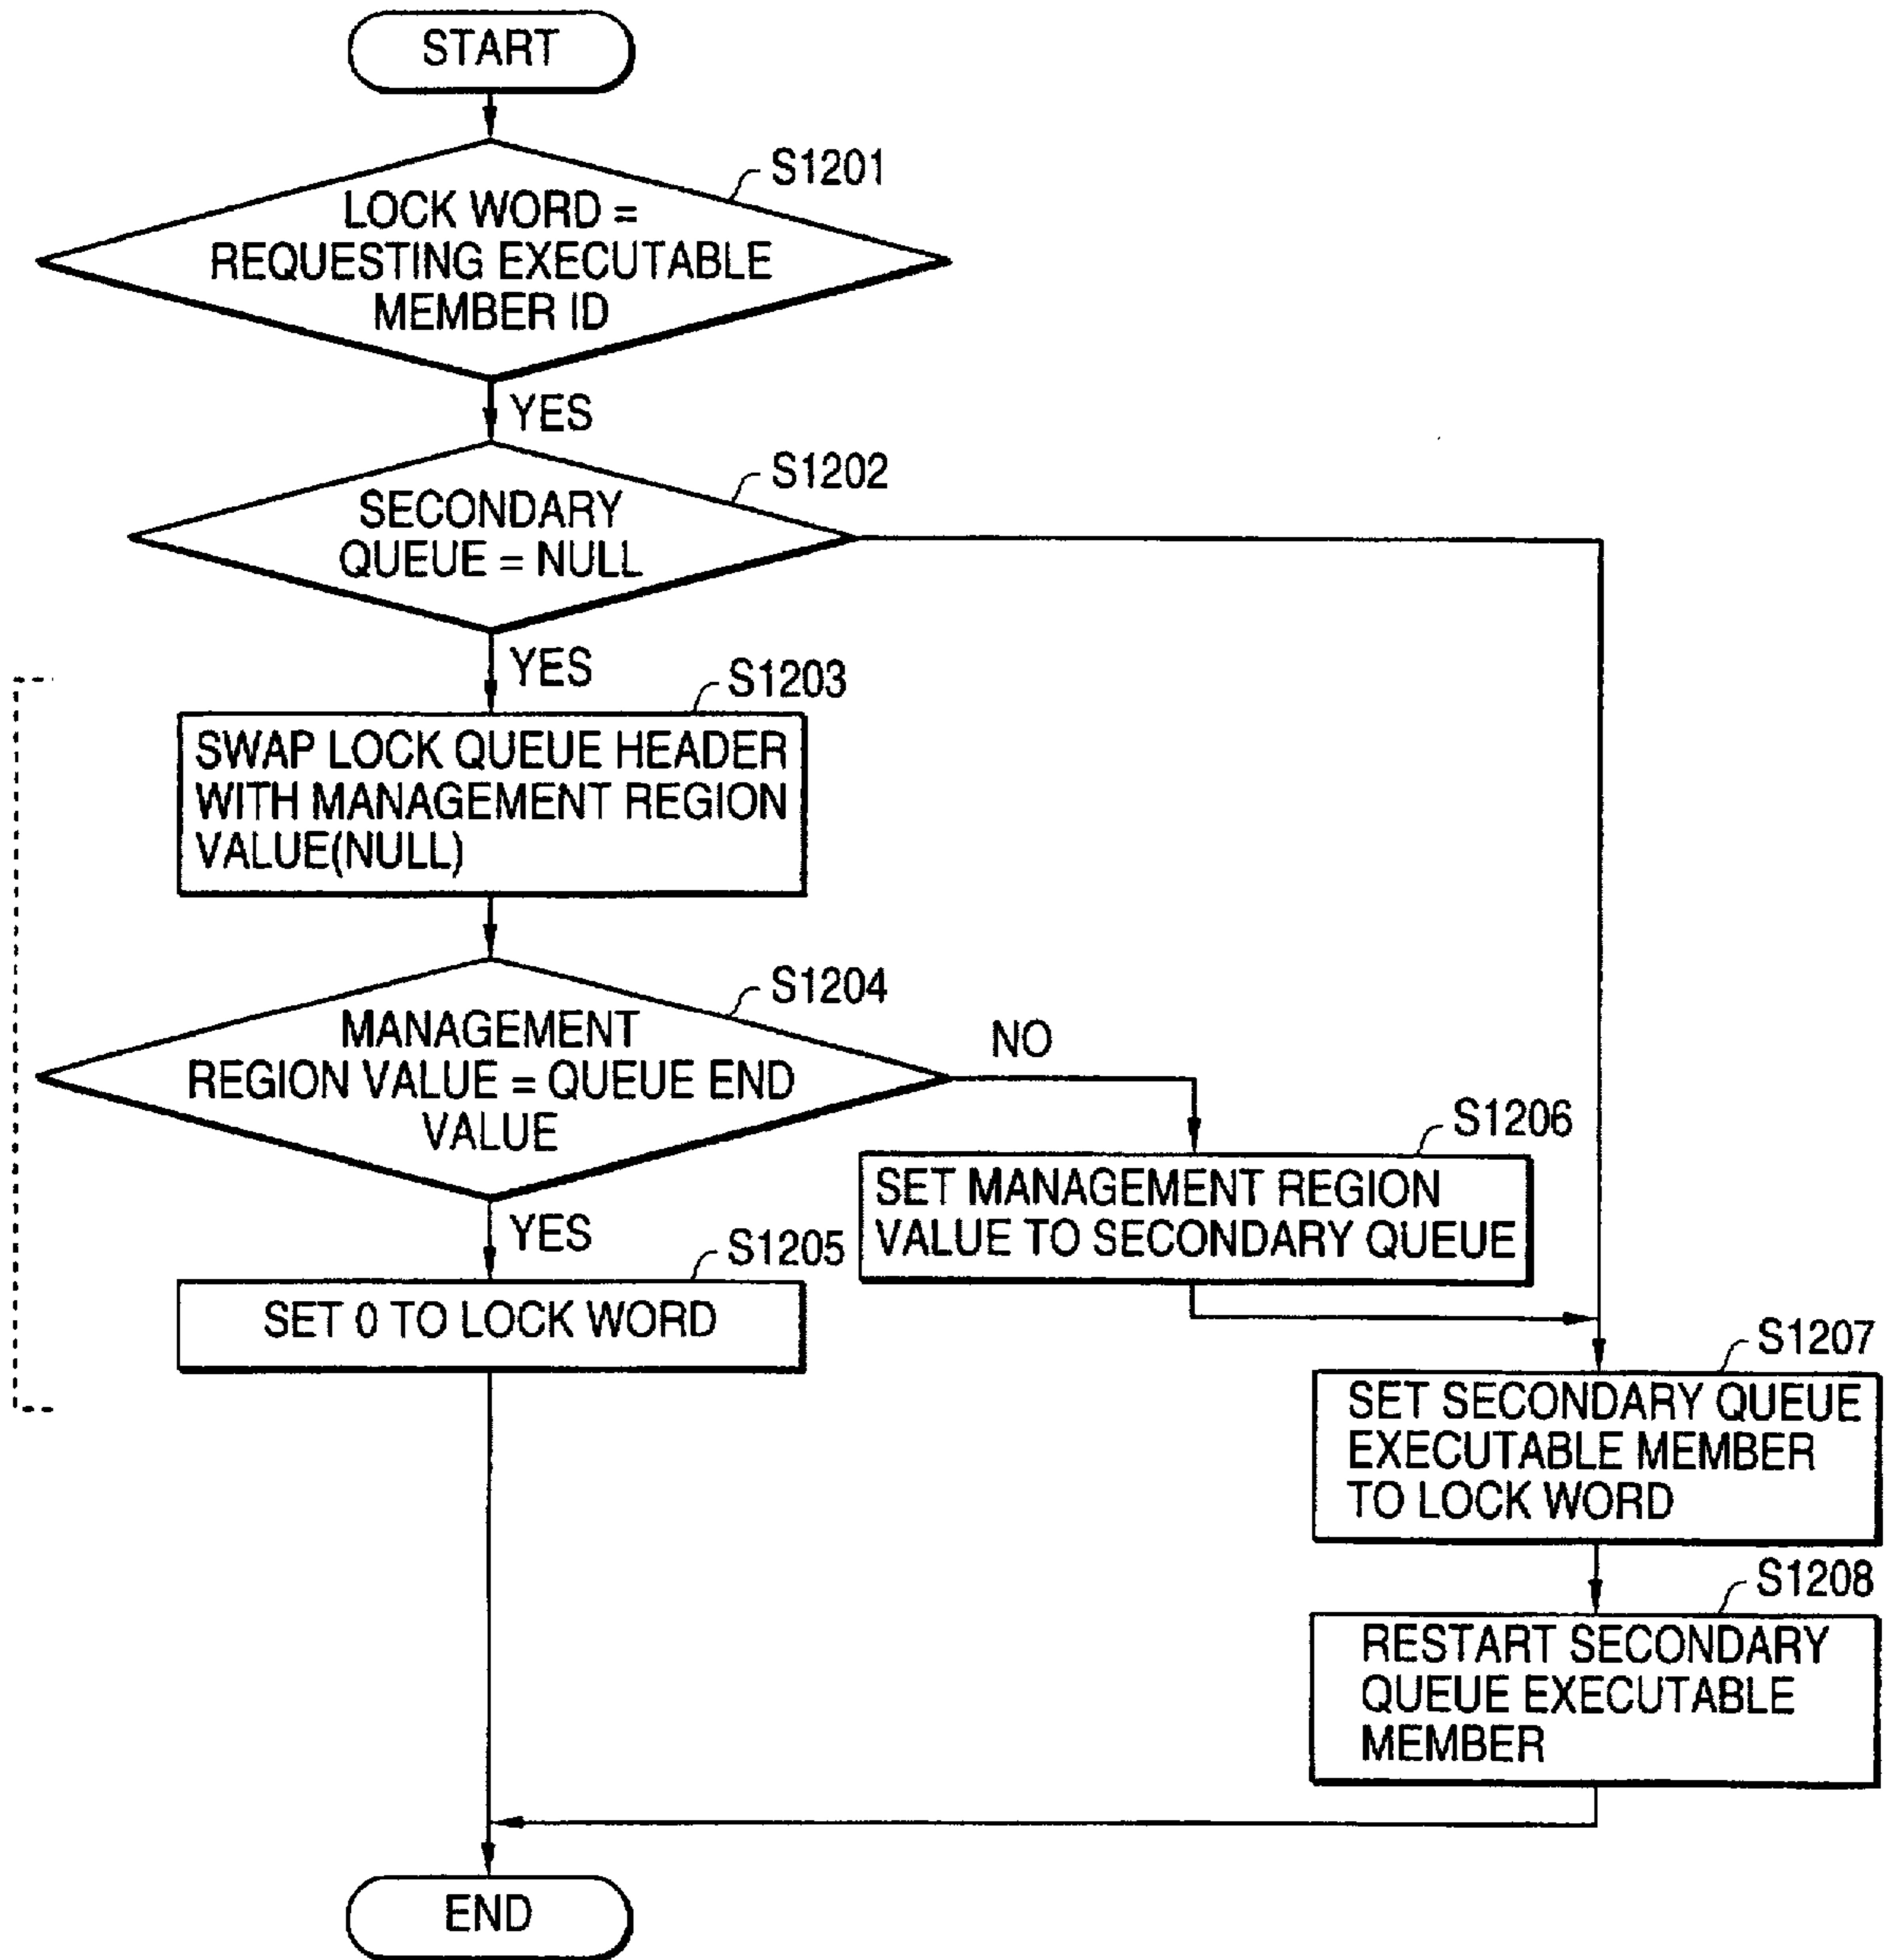 START
S1201
LOCK WORD =
REQUESTING EXECUTABLE
MEMBER ID
YES
S1202
SECONDARY
QUEUE = NULL
YES
S1203
SWAP LOCK QUEUE HEADER
WITH MANAGEMENT REGION
VALUE(NULL)
S1204
MANAGEMENT
REGION VALUE = QUEUE END
VALUE
NO
S1206
SET MANAGEMENT REGION
VALUE TO SECONDARY QUEUE
YES
S1205
SET 0 TO LOCK WORD
S1207
SET SECONDARY QUEUE
EXECUTABLE MEMBER
TO LOCK WORD
S1208
RESTART SECONDARY
QUEUE EXECUTABLE
MEMBER
END